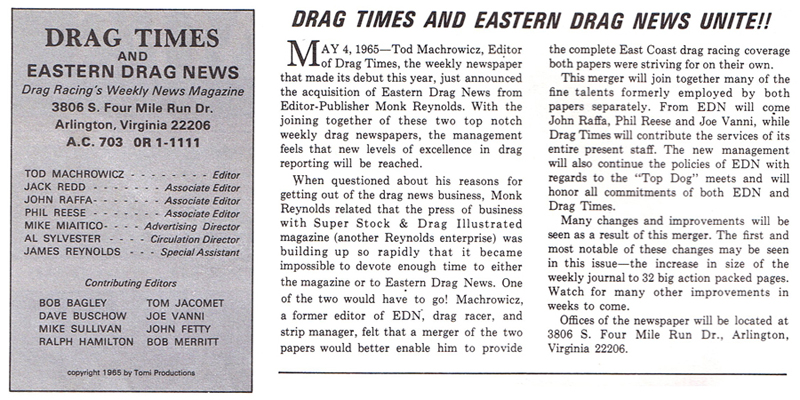 DRAG TIMES
AND
EASTERN DRAG NEWS
Drag Racing's Weekly News Magazine
3806 S. Four Mile Run Dr.
Arlington, Virginia 22206
A.C. 703 0R 1-1111
TOD MACHROWICZ - - - - - - - - Editor
JACK REDD - - - - - - - Associate Editor
JOHN RAFFA- - - - - - - Associate Editor
PHIL REESE - - - - - - - Associate Editor
MIKE MIAITICO- - - - Advertising Director
AL SYLVESTER - - - - Circulation Director
JAMES REYNOLDS - - - Special Assistant
Contributing Editors
BOB BAGLEY TOM JACOMET
DAVE BUSCHOW JOE VANNI
MIKE SULLIVAN JOHN FETTY
RALPH HAMILTON BOB MERRITT
copyright 1965 by Tomi Productions
DRAG TIMES AND EASTERN DRAG NEWS UNITE!!
MAY 4, 1965—Tod Machrowicz, Editor
of Drag Times, the weekly newspaper
that made its debut this year, just announced
the acquisition of Eastern Drag News from
Editor-Publisher Monk Reynolds. With the
joining together of these two top notch
weekly drag newspapers, the management
feels that new levels of excellence in drag
reporting will be reached.
When questioned about his reasons for
getting out of the drag news business, Monk
Reynolds related that the press of business
with Super Stock & Drag Illustrated
magazine (another Reynolds enterprise) was
building up so rapidly that it became
impossible to devote enough time to either
the magazine or to Eastern Drag News. One
of the two would have to go! Machrowicz,
a former editor of EDN, drag racer, and
strip manager, felt that a merger of the two
papers would better enable him to provide
the complete East Coast drag racing coverage
both papers were striving for on their own.
This merger will join together many of the
fine talents formerly employed by both
papers separately. From EDN will come
John Raffa, Phil Reese and Joe Vanni, while
Drag Times will contribute the services of its
entire present staff. The new management
will also continue the policies of EDN with
regards to the "Top Dog" meets and will
honor all commitments of both EDN and
Drag Times.
Many changes and improvements will be
seen as a result of this merger. The first and
most notable of these changes may be seen
in this issue—the increase in size of the
weekly journal to 32 big action packed pages.
Watch for many other improvements in
weeks to come.
Offices of the newspaper will be located at
3806 S. Four Mile Run Dr., Arlington,
Virginia 22206.